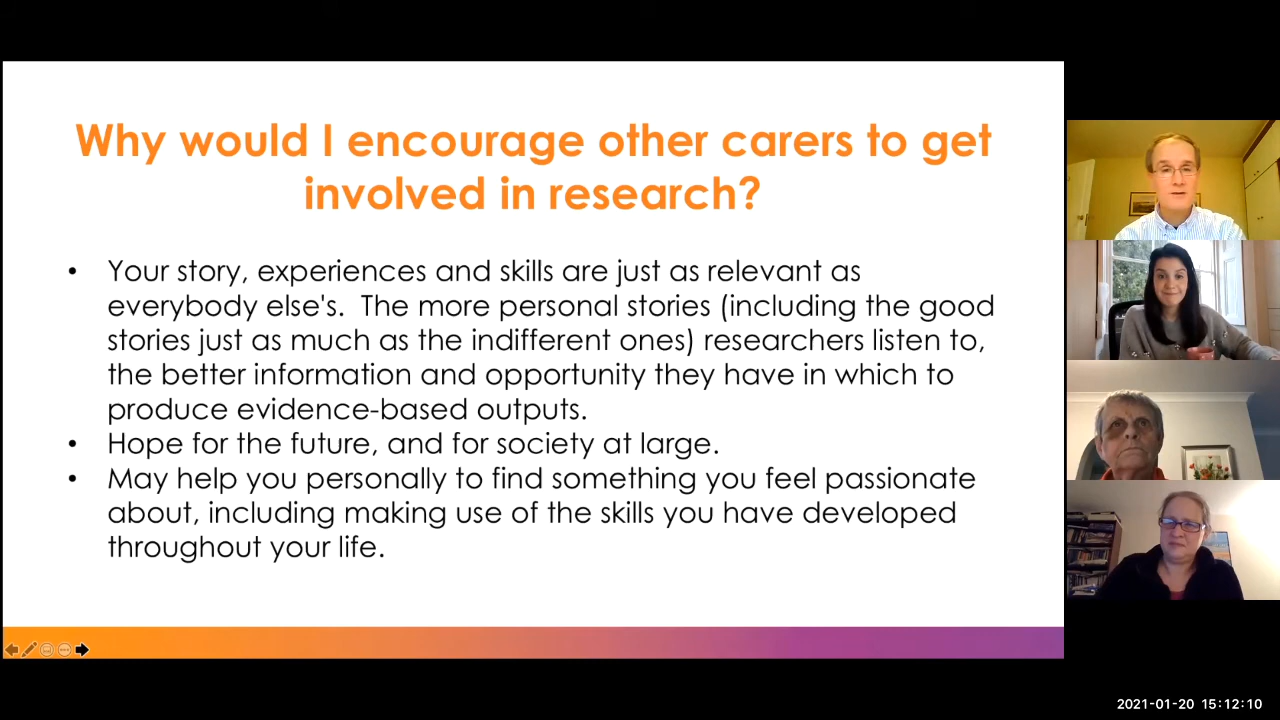 Why would I encourage other carers to get
involved in research?
• Your story, experiences and skills are just as relevant as
everybody else's.  The more personal stories (including the good
stories just as much as the indifferent ones) researchers listen to,
the better information and opportunity they have in which to
produce evidence-based outputs.
• Hope for the future, and for society at large.
• May help you personally to find something you feel passionate
about, including making use of the skills you have developed
throughout your life.
2021-01-20 15:12:10